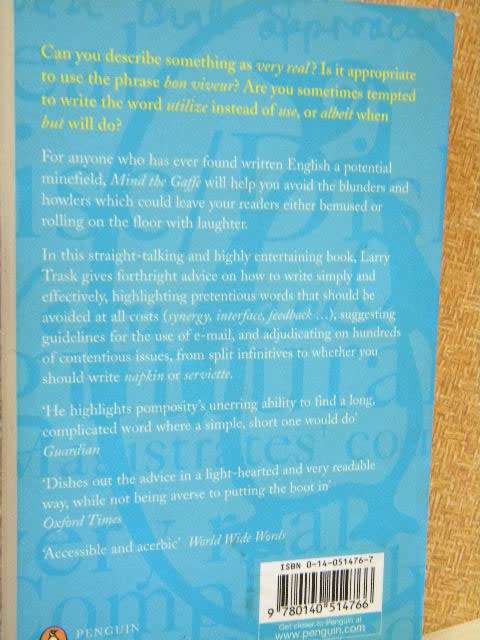 Can you describe something as very real? Is it appropriate
to use the phrase bon viveur? Are you sometimes tempted
to write the word utilize instead of use, or albeit when
but will do?
For anyone who has ever found written English a potential
minefield, Mind the Gaffe will help you avoid the blunders and
howlers which could leave your readers either bemused or
rolling on the floor with laughter.
In this straight-talking and highly entertaining book, Larry
Trask gives forthright advice on how to write simply and
effectively, highlighting pretentious words that should be
avoided at all costs (synergy, interface, feedback ...), suggesting
guidelines for the use of e-mail, and adjudicating on hundreds
of contentious issues, from split infinitives to whether you
should write napkin or serviette.
'He highlights pomposity's unerring ability to find a long,
complicated word where a simple, short one would do'
Guardian
'Dishes out the advice in a light-hearted and very readable
way, while not being averse to putting the boot in'
Oxford Times
'Accessible and acerbic' World Wide Words
ISBN 0-14-051476-7
9 780140 514766
Get closer to Penguin at
www.penguin.com
PENGUIN